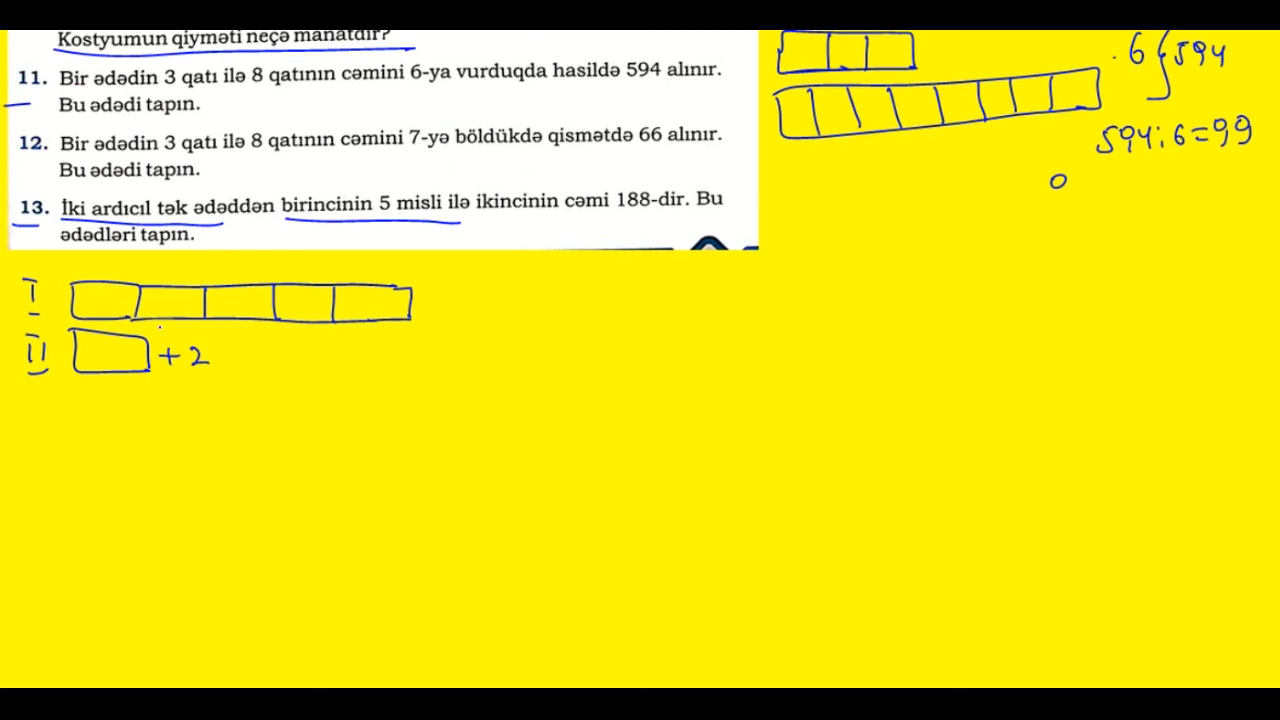 Kostyumun qiyməti neçə manatdır?
11. Bir ədədin 3 qatı ilə 8 qatının cəmini 6-ya vurduqda hasildə 594 alınır.
Bu ədədi tapın.
12. Bir ədədin 3 qatı ilə 8 qatının cəmini 7-yə böldükdə qismətdə 66 alınır.
Bu ədədi tapın.
13. İki ardıcıl tək ədəddən birincinin 5 misli ilə ikincinin cəmi 188-dir. Bu
ədədləri tapın.
· 6 } 594
594 : 6 = 99
I
II + 2